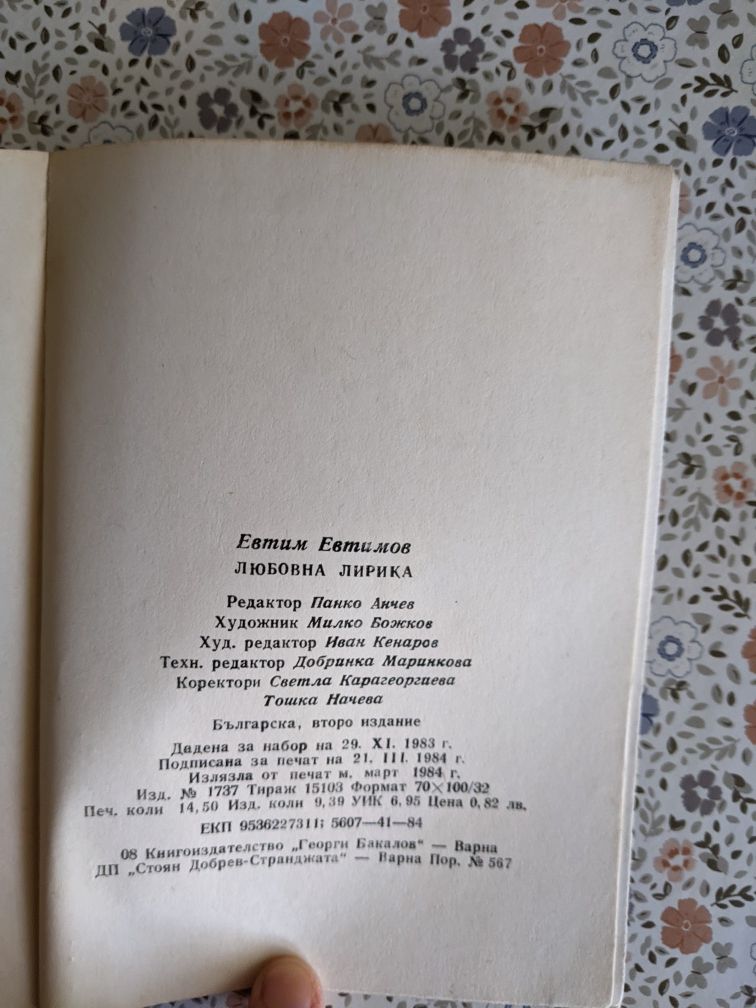 Евтим Евтимов
ЛЮБОВНА ЛИРИКА
Редактор Панко Анчев
Художник Милко Божков
Худ. редактор Иван Кенаров
Техн. редактор Добринка Маринкова
Коректори Светла Карагеоргиева
Тошка Начева
Българска, второ издание
Дадена за набор на 29. XI. 1983 г.
Подписана за печат на 21. III. 1984 г.
Излязла от печат м. март 1984 г.
Изд. № 1737 Тираж 15103 Формат 70×100/32
Печ. коли 14,50 Изд. коли 9,39 УИК 6,95 Цена 0,82 лв.
ЕКП 9536227311; 5607—41—84
08 Книгоиздателство „Георги Бакалов“ — Варна
ДП „Стоян Добрев-Странджата“ — Варна Пор. № 567